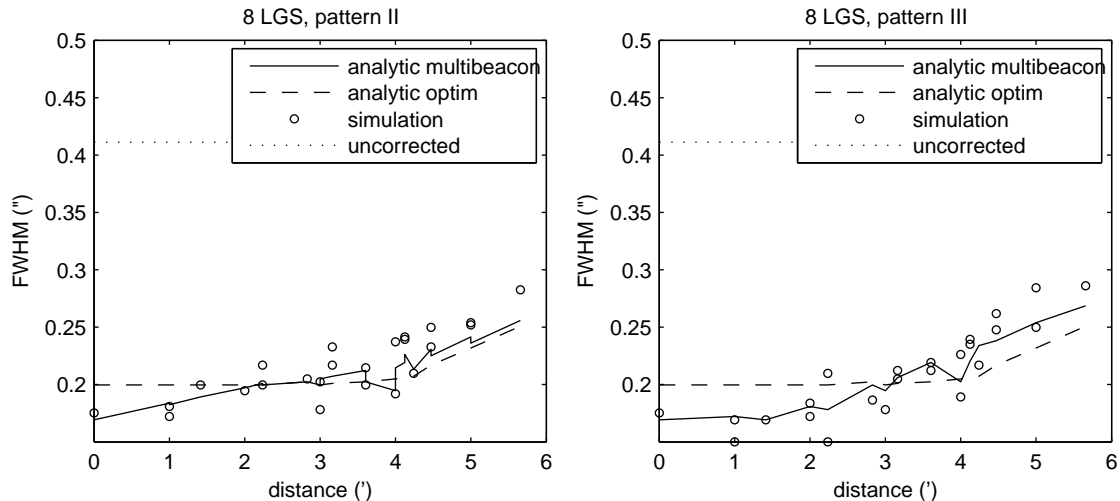 8 LGS, pattern II
0.5
0.45
0.4
0.35
0.3
0.25
0.2
FWHM (")
analytic multibeacon
analytic optim
simulation
uncorrected
0 1 2 3 4 5 6
distance (')
8 LGS, pattern III
0.5
0.45
0.4
0.35
0.3
0.25
0.2
FWHM (")
analytic multibeacon
analytic optim
simulation
uncorrected
0 1 2 3 4 5 6
distance (')